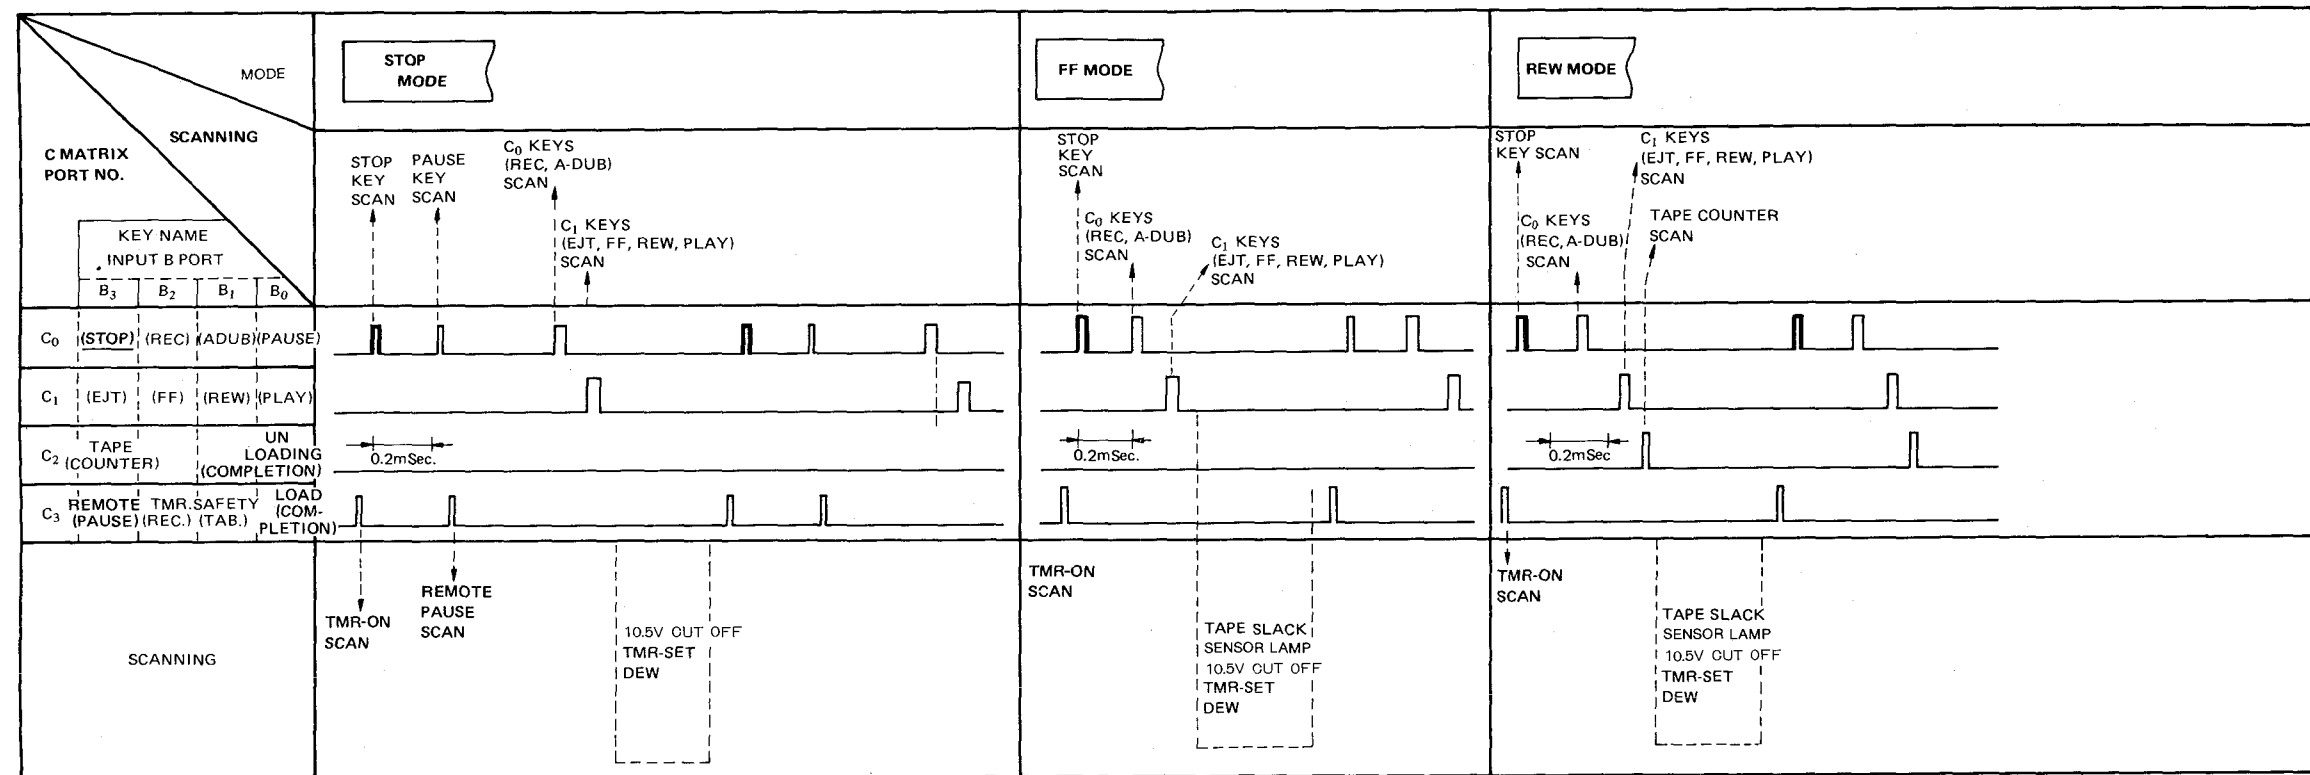 MODE
SCANNING
C MATRIX
PORT NO.
KEY NAME
INPUT B PORT
B3 B2 B1 B0
STOP
MODE
FF MODE
REW MODE
STOP
KEY
SCAN
PAUSE
KEY
SCAN
C0 KEYS
(REC, A-DUB)
SCAN
C1 KEYS
(EJT, FF, REW, PLAY)
SCAN
STOP
KEY
SCAN
C0 KEYS
(REC, A-DUB)
SCAN
C1 KEYS
(EJT, FF, REW, PLAY)
SCAN
STOP
KEY SCAN
C0 KEYS
(REC, A-DUB)
SCAN
C1 KEYS
(EJT, FF, REW, PLAY)
SCAN
TAPE COUNTER
SCAN
C0 (STOP) (REC) (ADUB) (PAUSE)
C1 (EJT) (FF) (REW) (PLAY)
C2 TAPE
(COUNTER)
UN
LOADING
(COMPLETION)
0.2mSec.
0.2mSec.
0.2mSec
C3 REMOTE
(PAUSE)
TMR.
(REC.)
SAFETY
(TAB.)
LOAD
(COM-
PLETION)
SCANNING
TMR-ON
SCAN
REMOTE
PAUSE
SCAN
10.5V CUT OFF
TMR-SET
DEW
TMR-ON
SCAN
TAPE SLACK
SENSOR LAMP
10.5V CUT OFF
TMR-SET
DEW
TMR-ON
SCAN
TAPE SLACK
SENSOR LAMP
10.5V CUT OFF
TMR-SET
DEW